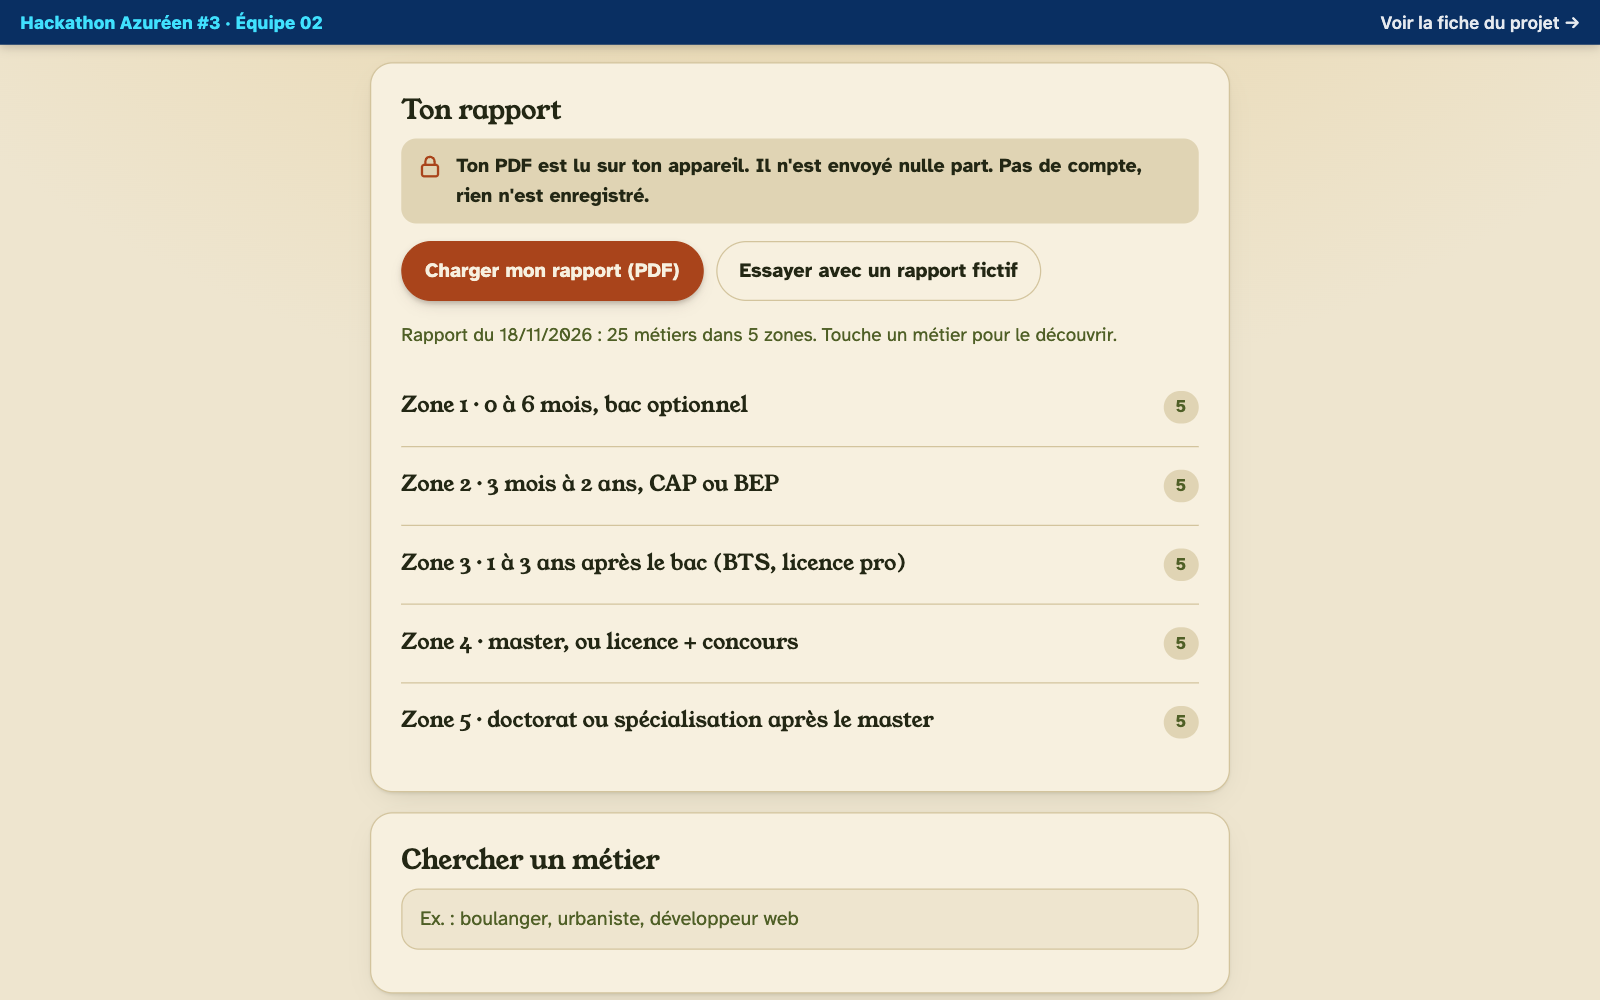 Hackathon Azuréen #3 · Équipe 02
Voir la fiche du projet →
Ton rapport
Ton PDF est lu sur ton appareil. Il n'est envoyé nulle part. Pas de compte,
rien n'est enregistré.
Charger mon rapport (PDF)
Essayer avec un rapport fictif
Rapport du 18/11/2026 : 25 métiers dans 5 zones. Touche un métier pour le découvrir.
Zone 1 · 0 à 6 mois, bac optionnel
5
Zone 2 · 3 mois à 2 ans, CAP ou BEP
5
Zone 3 · 1 à 3 ans après le bac (BTS, licence pro)
5
Zone 4 · master, ou licence + concours
5
Zone 5 · doctorat ou spécialisation après le master
5
Chercher un métier
Ex. : boulanger, urbaniste, développeur web